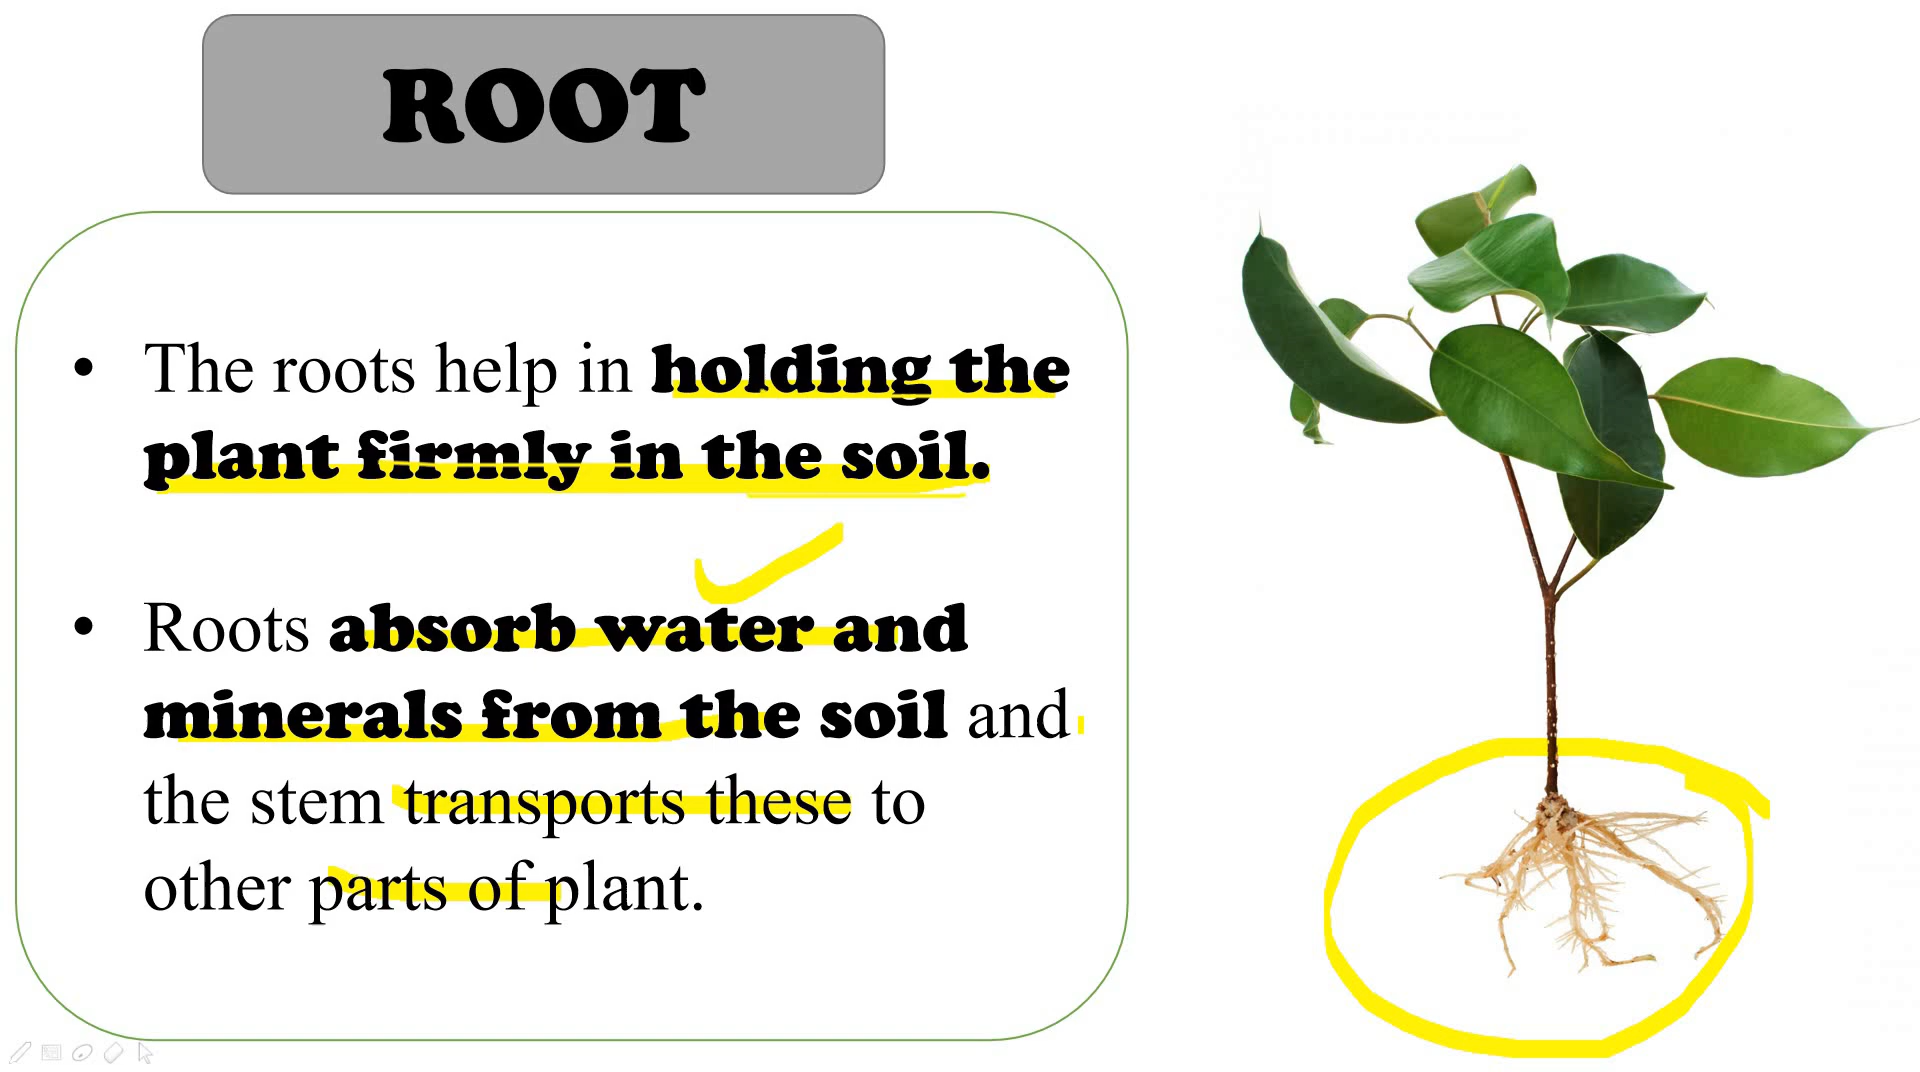 ROOT
• The roots help in holding the
plant firmly in the soil.
• Roots absorb water and
minerals from the soil and
the stem transports these to
other parts of plant.